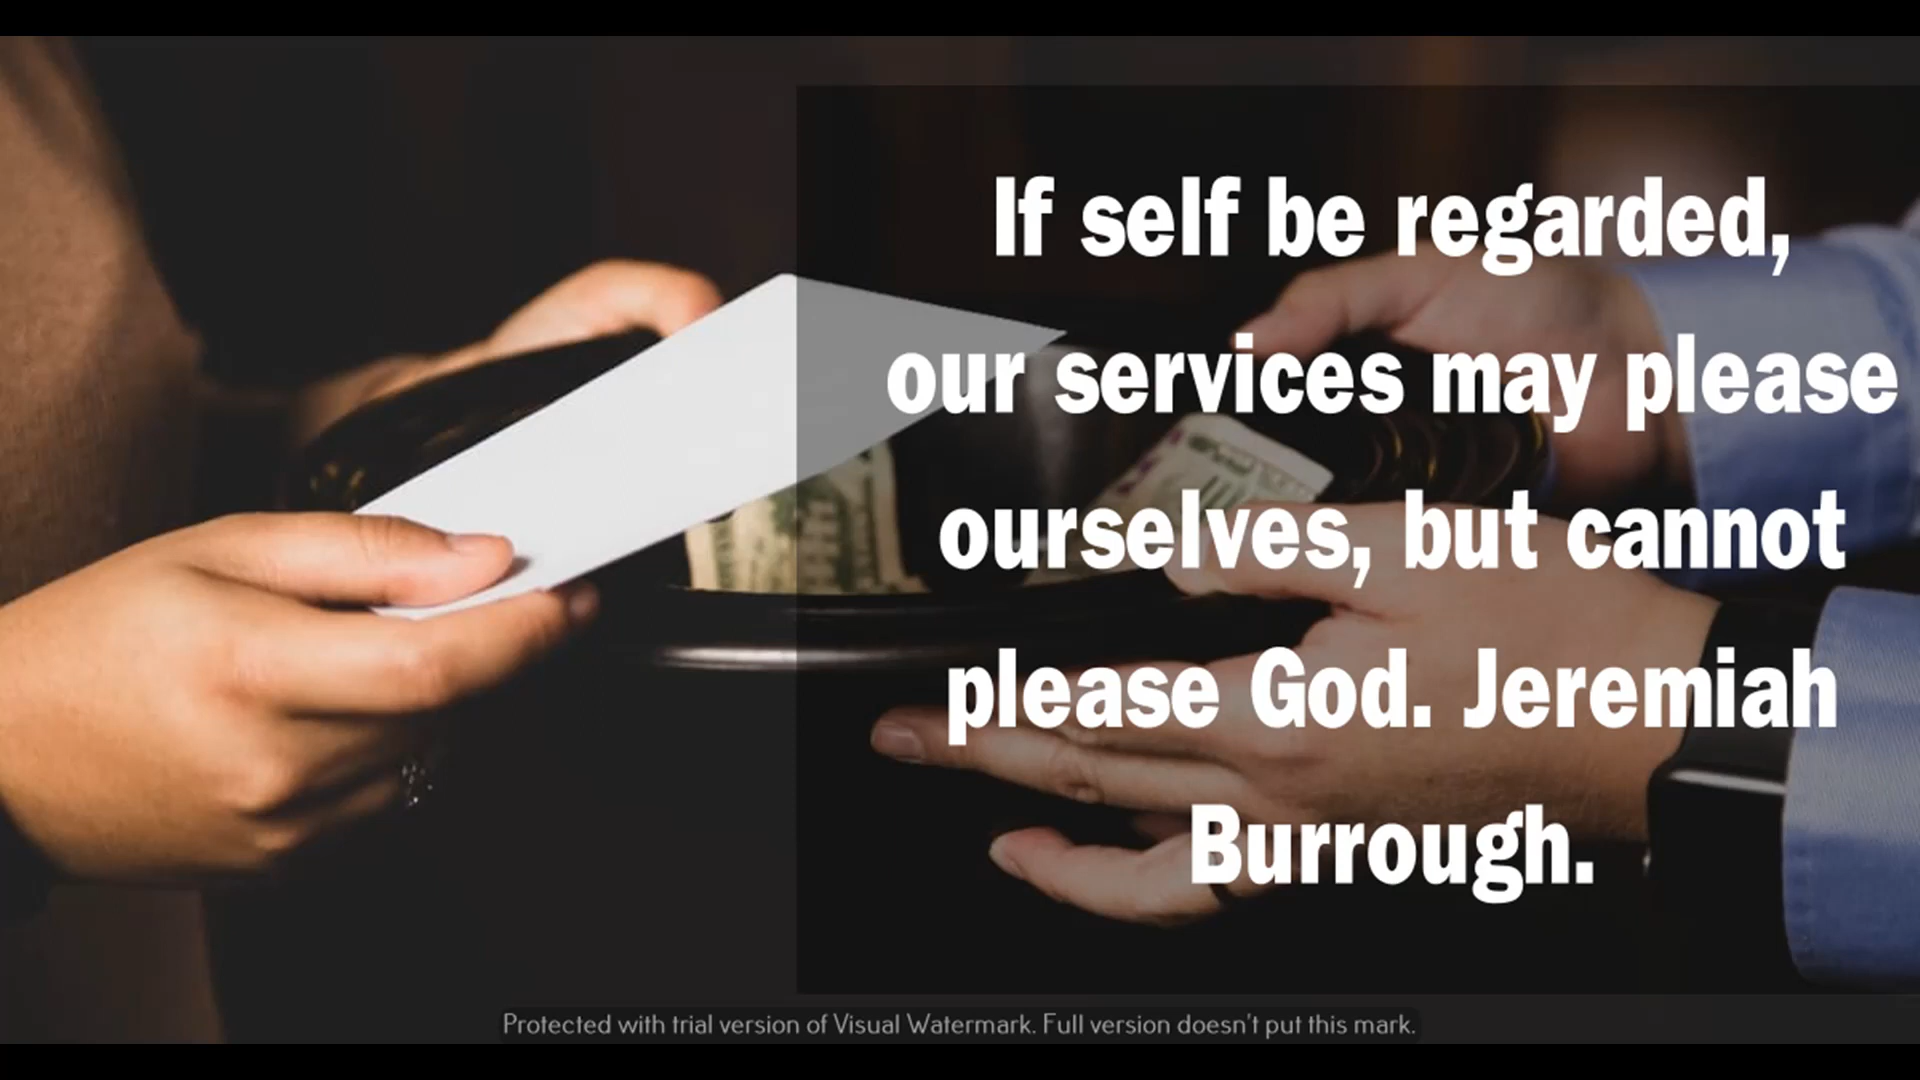 If self be regarded,
our services may please
ourselves, but cannot
please God. Jeremiah
Burrough.
Protected with trial version of Visual Watermark. Full version doesn't put this mark.